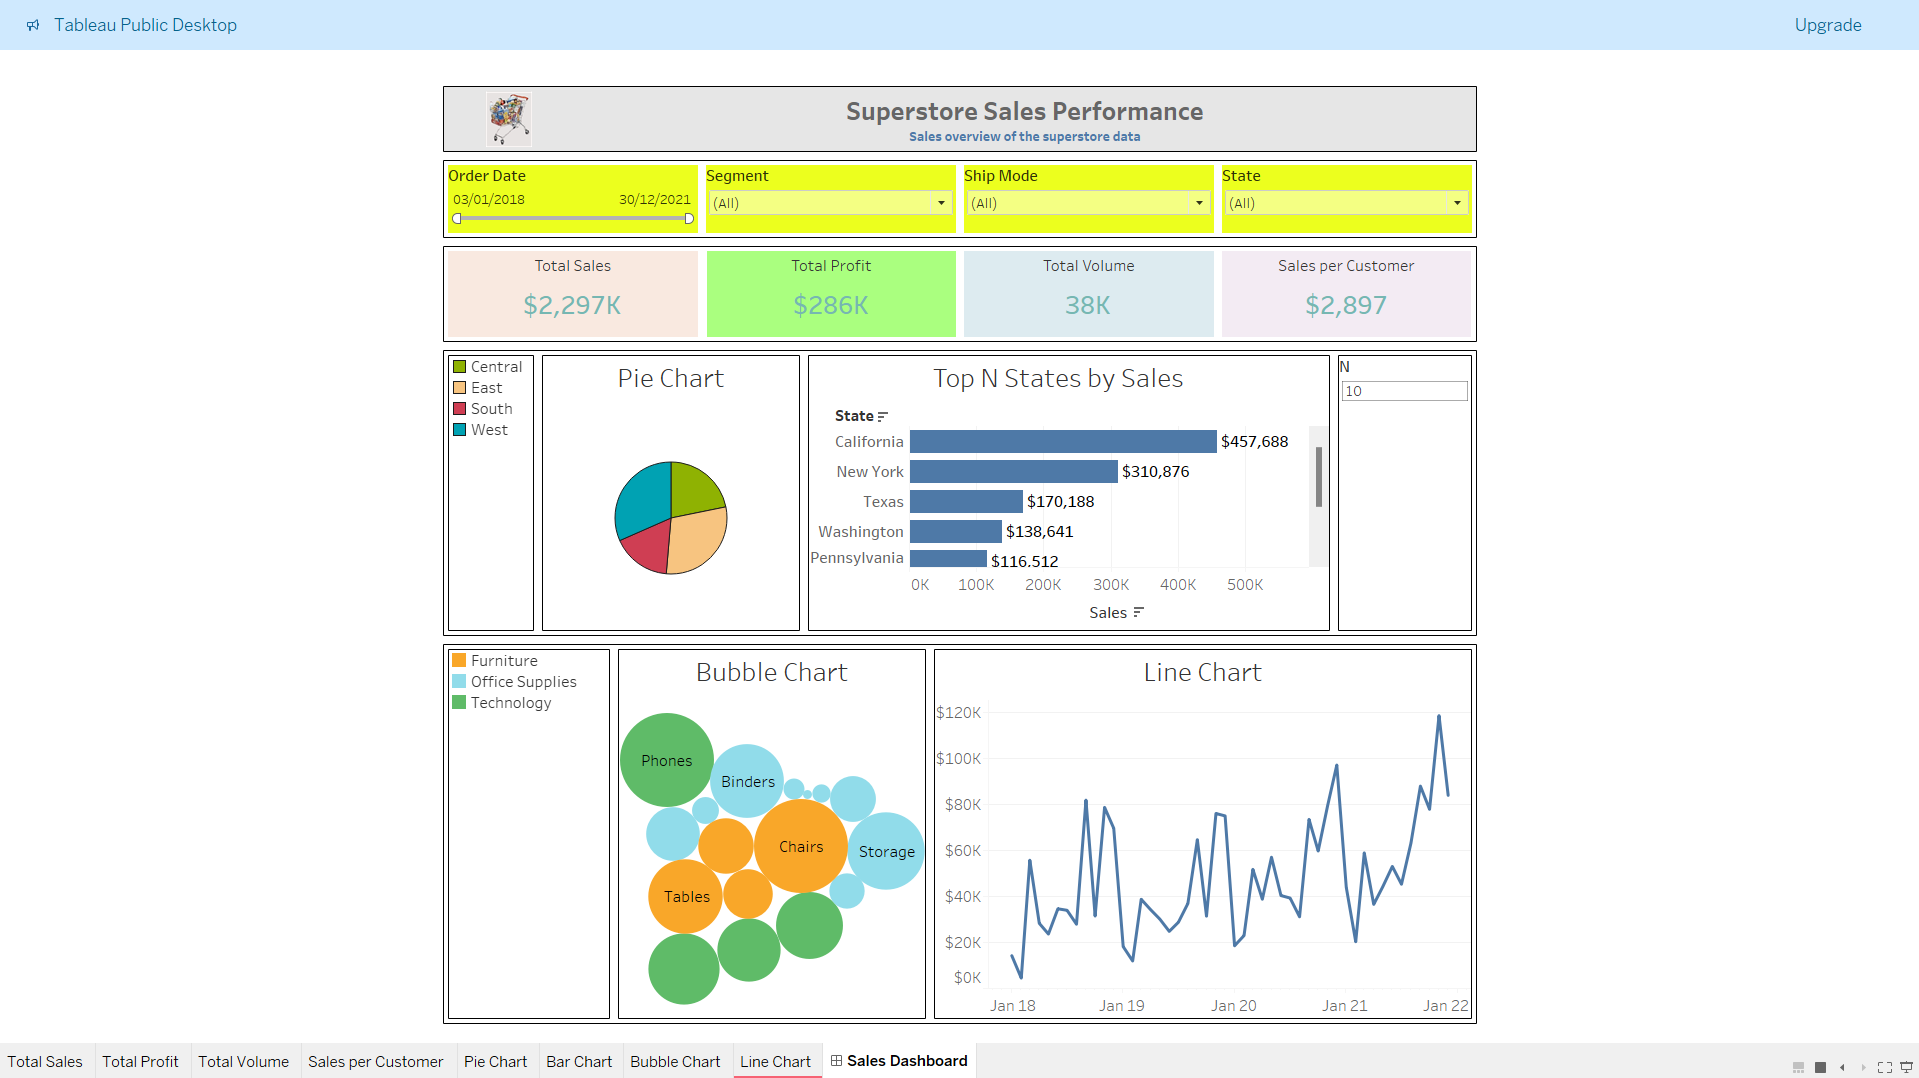 Tableau Public Desktop
Upgrade
Superstore Sales Performance
Sales overview of the superstore data
Order Date
03/01/2018
30/12/2021
Segment
(All)
Ship Mode
(All)
State
(All)
Total Sales
$2,297K
Total Profit
$286K
Total Volume
38K
Sales per Customer
$2,897
Central
East
South
West
Pie Chart
Top N States by Sales
State
California
$457,688
New York
$310,876
Texas
$170,188
Washington
$138,641
Pennsylvania
$116,512
0K
100K
200K
300K
400K
500K
Sales
N
10
Furniture
Office Supplies
Technology
Bubble Chart
Phones
Binders
Chairs
Storage
Tables
Line Chart
$120K
$100K
$80K
$60K
$40K
$20K
$0K
Jan 18
Jan 19
Jan 20
Jan 21
Jan 22
Total Sales
Total Profit
Total Volume
Sales per Customer
Pie Chart
Bar Chart
Bubble Chart
Line Chart
Sales Dashboard